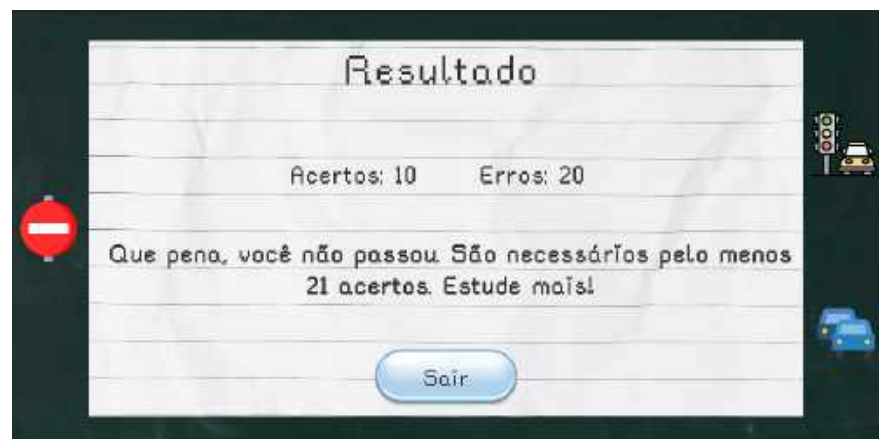 Resultado
Acertos: 10 Erros: 20
Que pena, você não passou. São necessários pelo menos
21 acertos. Estude mais!
Sair